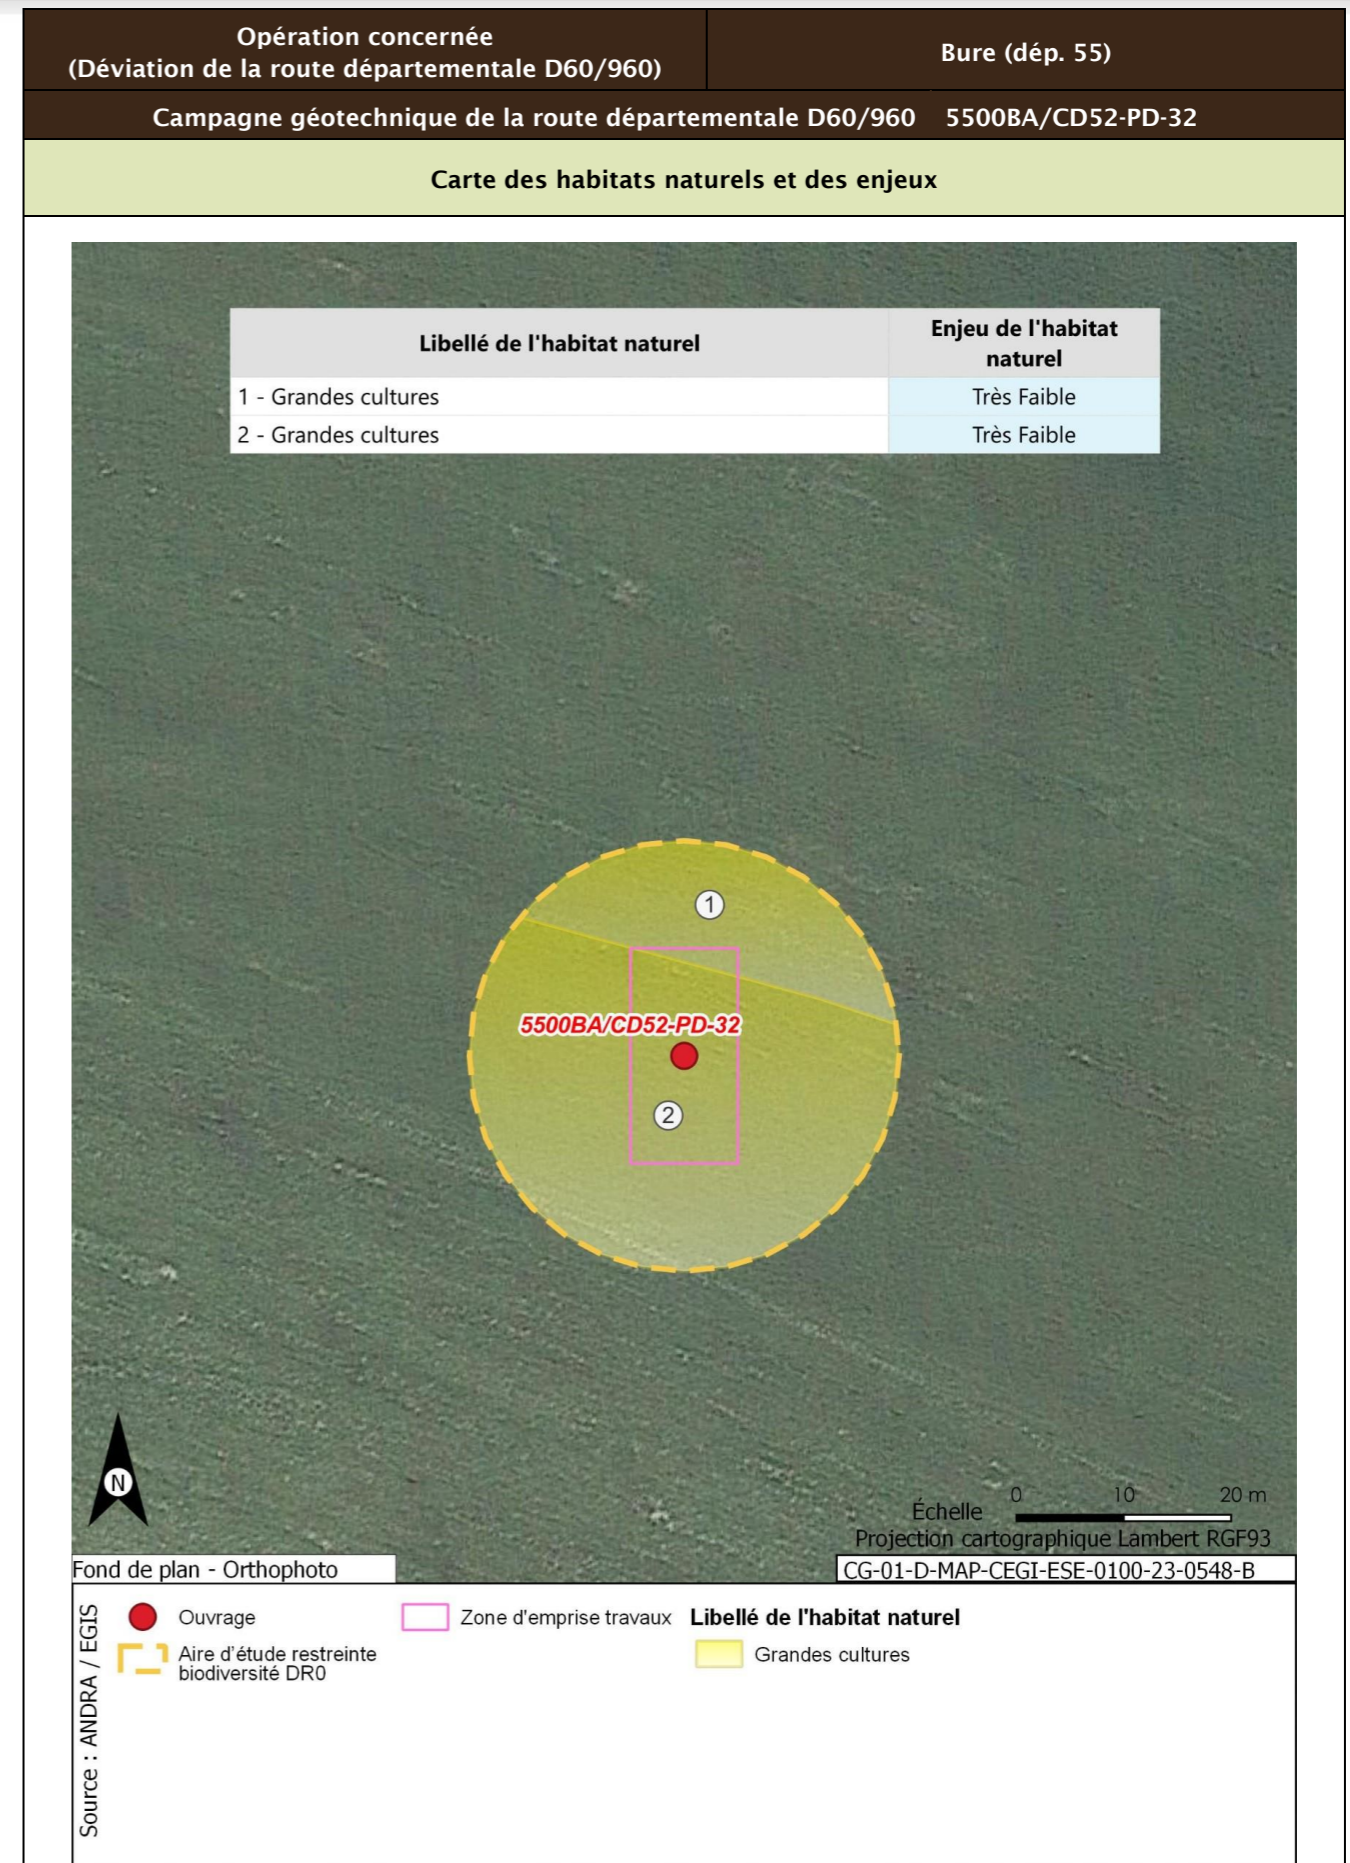 Opération concernée
(Déviation de la route départementale D60/960)
Bure (dép. 55)
Campagne géotechnique de la route départementale D60/960 5500BA/CD52-PD-32
Carte des habitats naturels et des enjeux
Libellé de l'habitat naturel
Enjeu de l'habitat
naturel
1 - Grandes cultures
Très Faible
2 - Grandes cultures
Très Faible
1
5500BA/CD52-PD-32
2
N
0 10 20 m
Échelle
Projection cartographique Lambert RGF93
Fond de plan - Orthophoto
CG-01-D-MAP-CEGI-ESE-0100-23-0548-B
Source : ANDRA / EGIS
Ouvrage
Aire d'étude restreinte
biodiversité DR0
Zone d'emprise travaux
Libellé de l'habitat naturel
Grandes cultures